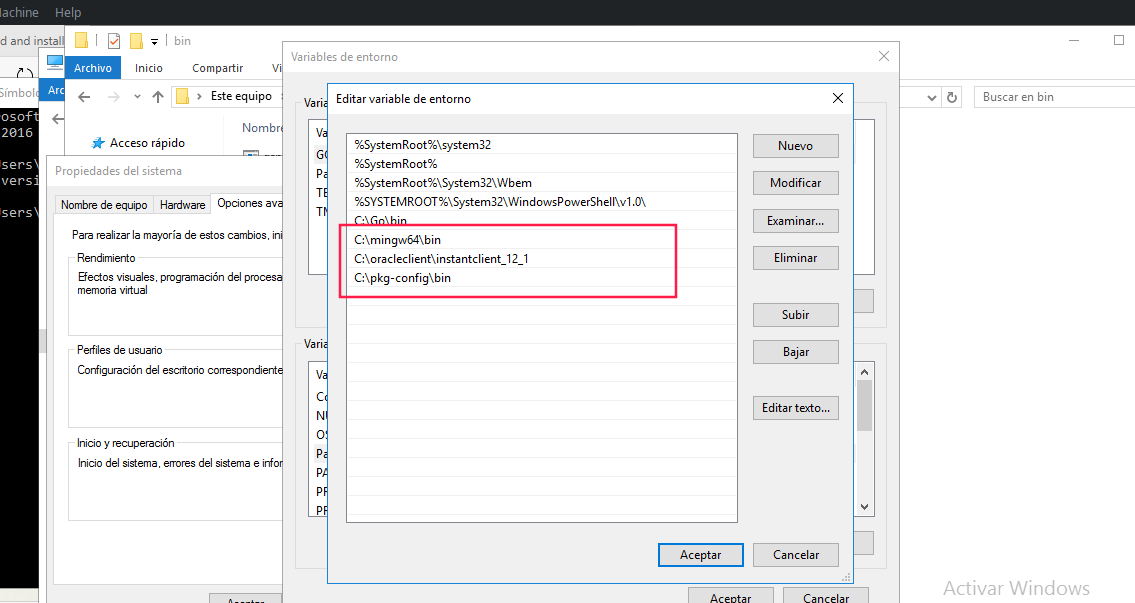 Machine Help
d and install
bin
Archivo Inicio Compartir Vi
Este equipo
Buscar en bin
Acceso rápido
Nombre
Símbolo
Arc
osoft
2016
sers\
versi
sers\
Propiedades del sistema
Nombre de equipo Hardware Opciones ava
Para realizar la mayoría de estos cambios, ini
Rendimiento
Efectos visuales, programación del procesa
memoria virtual
Perfiles de usuario
Configuración del escritorio correspondiente
Inicio y recuperación
Inicio del sistema, errores del sistema e infor
Aceptar
Variables de entorno
Varia
Va
GO
Pa
TE
TM
Varia
Va
Co
NU
OS
Pa
PA
PR
PR
Aceptar Cancelar
Editar variable de entorno
%SystemRoot%\system32
%SystemRoot%
%SystemRoot%\System32\Wbem
%SYSTEMROOT%\System32\WindowsPowerShell\v1.0\
C:\Go\bin
C:\mingw64\bin
C:\oracleclient\instantclient_12_1
C:\pkg-config\bin
Nuevo
Modificar
Examinar...
Eliminar
Subir
Bajar
Editar texto...
Aceptar Cancelar
Activar Windows